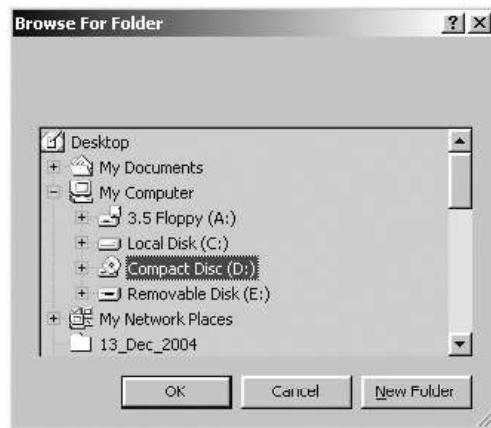 Browse For Folder
Desktop
My Documents
My Computer
3.5 Floppy (A:)
Local Disk (C:)
Compact Disc (D:)
Removable Disk (E:)
My Network Places
13_Dec_2004
OK
Cancel
New Folder